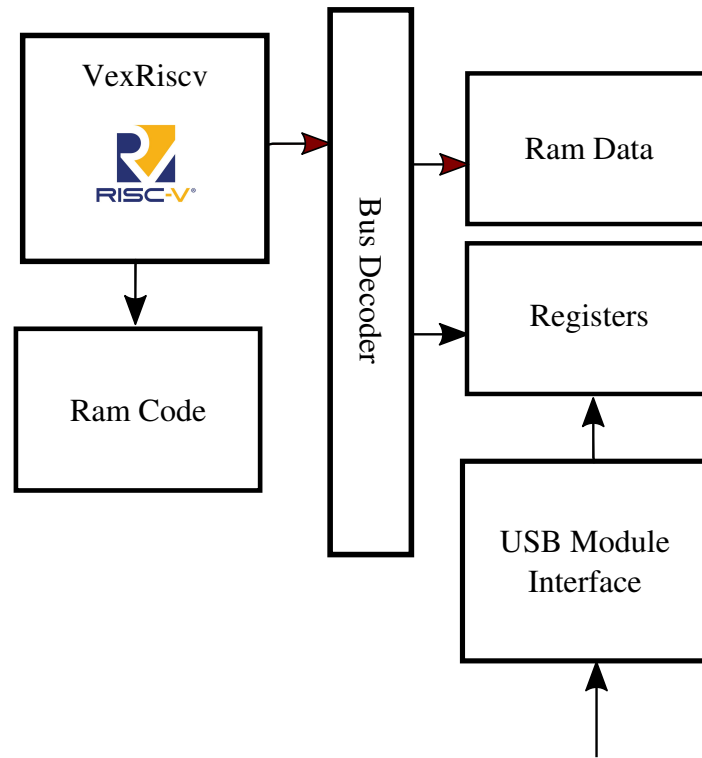 VexRiscv
RISC-V®
Ram Code
Bus Decoder
Ram Data
Registers
USB Module
Interface